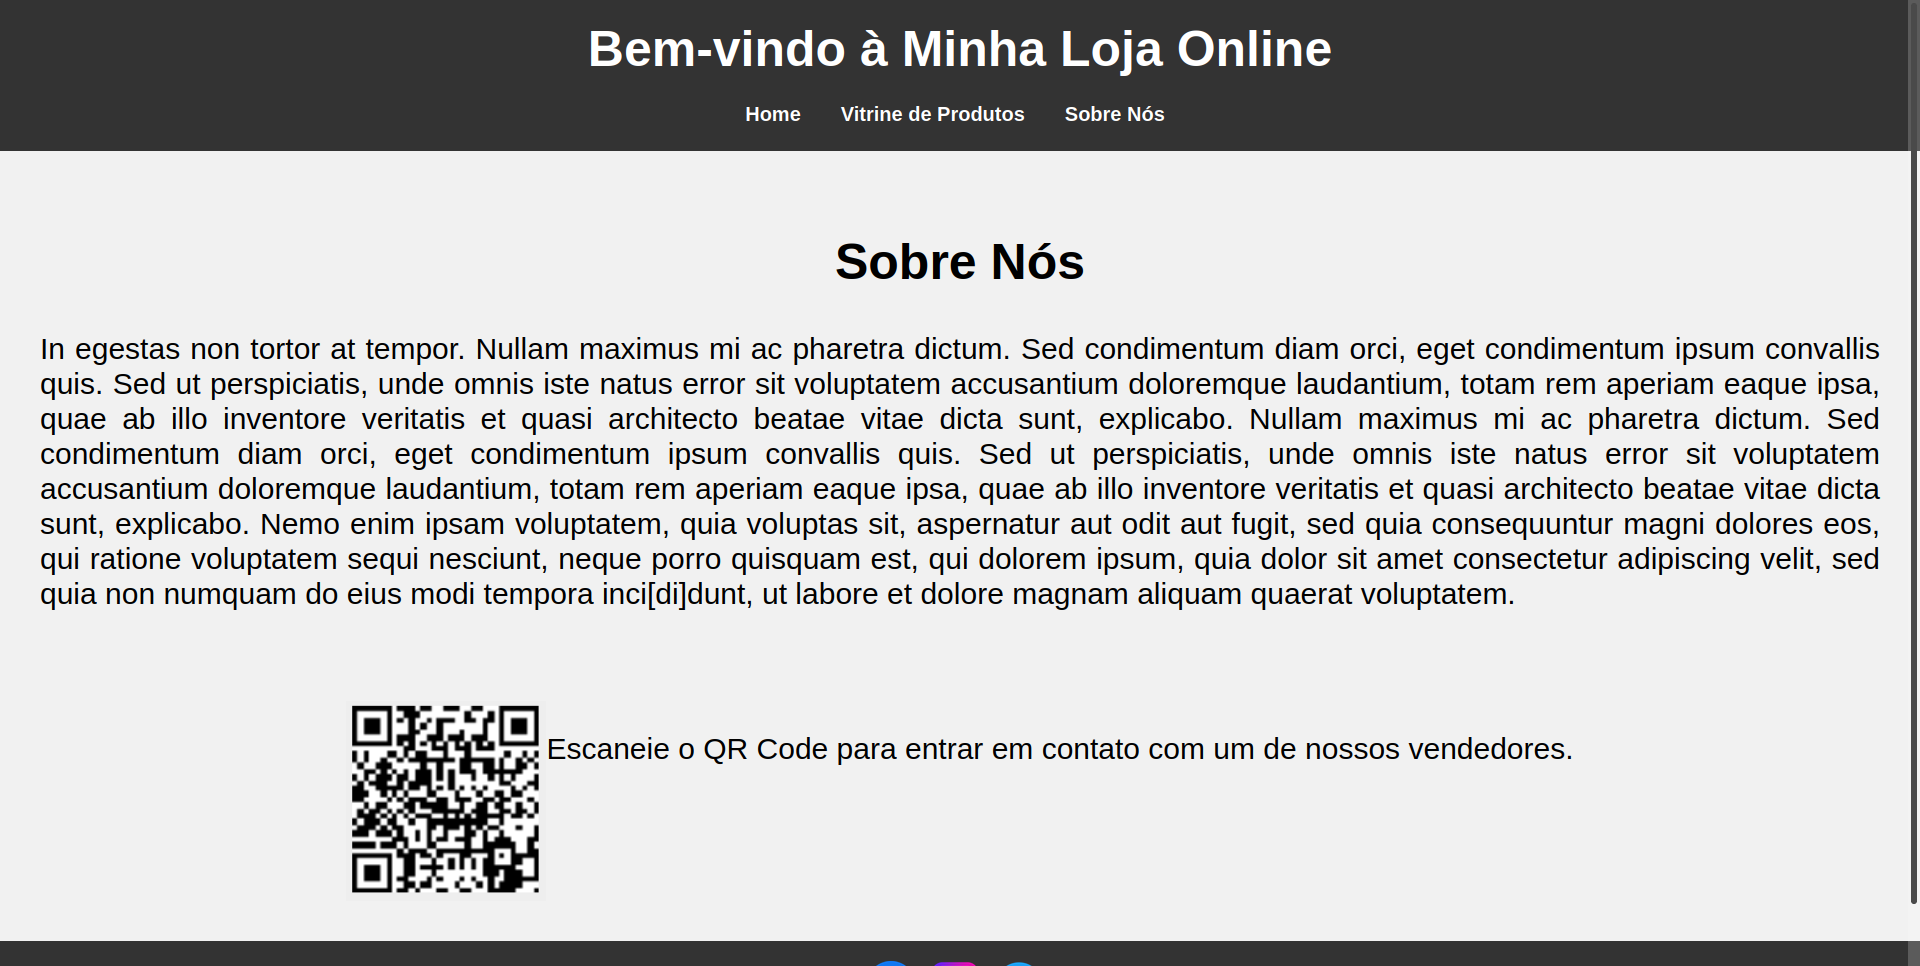 Bem-vindo à Minha Loja Online
Home Vitrine de Produtos Sobre Nós
Sobre Nós
In egestas non tortor at tempor. Nullam maximus mi ac pharetra dictum. Sed condimentum diam orci, eget condimentum ipsum convallis
quis. Sed ut perspiciatis, unde omnis iste natus error sit voluptatem accusantium doloremque laudantium, totam rem aperiam eaque ipsa,
quae ab illo inventore veritatis et quasi architecto beatae vitae dicta sunt, explicabo. Nullam maximus mi ac pharetra dictum. Sed
condimentum diam orci, eget condimentum ipsum convallis quis. Sed ut perspiciatis, unde omnis iste natus error sit voluptatem
accusantium doloremque laudantium, totam rem aperiam eaque ipsa, quae ab illo inventore veritatis et quasi architecto beatae vitae dicta
sunt, explicabo. Nemo enim ipsam voluptatem, quia voluptas sit, aspernatur aut odit aut fugit, sed quia consequuntur magni dolores eos,
qui ratione voluptatem sequi nesciunt, neque porro quisquam est, qui dolorem ipsum, quia dolor sit amet consectetur adipiscing velit, sed
quia non numquam do eius modi tempora inci[di]dunt, ut labore et dolore magnam aliquam quaerat voluptatem.
Escaneie o QR Code para entrar em contato com um de nossos vendedores.